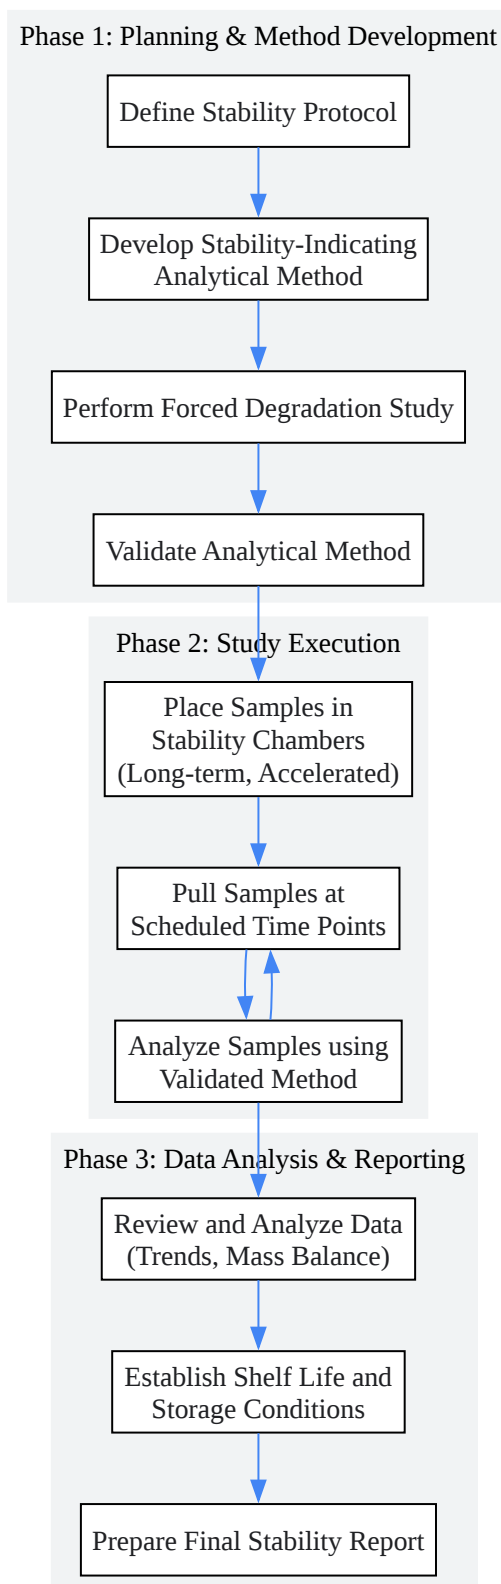 Phase 1: Planning & Method Development
Define Stability Protocol
Develop Stability-Indicating
Analytical Method
Perform Forced Degradation Study
Validate Analytical Method
Phase 2: Study Execution
Place Samples in
Stability Chambers
(Long-term, Accelerated)
Pull Samples at
Scheduled Time Points
Analyze Samples using
Validated Method
Phase 3: Data Analysis & Reporting
Review and Analyze Data
(Trends, Mass Balance)
Establish Shelf Life and
Storage Conditions
Prepare Final Stability Report